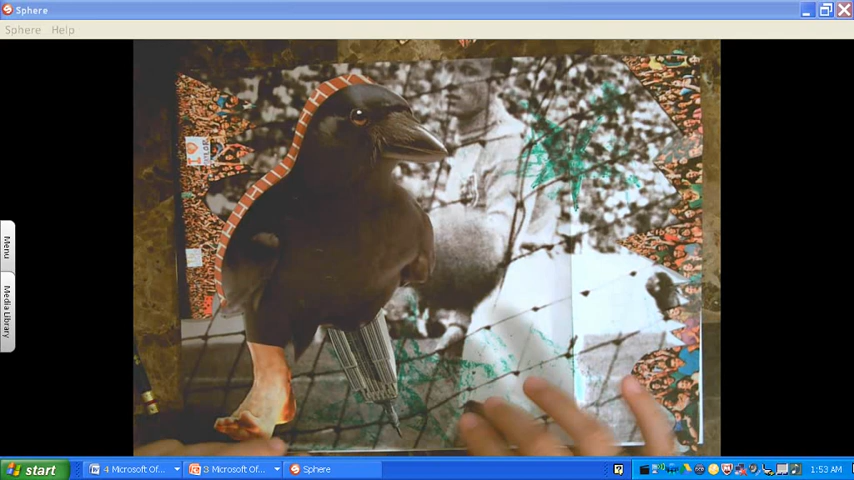 Sphere
Sphere Help
Menu
Media Library
start
4 Microsoft Of...
3 Microsoft Of...
Sphere
1:53 AM